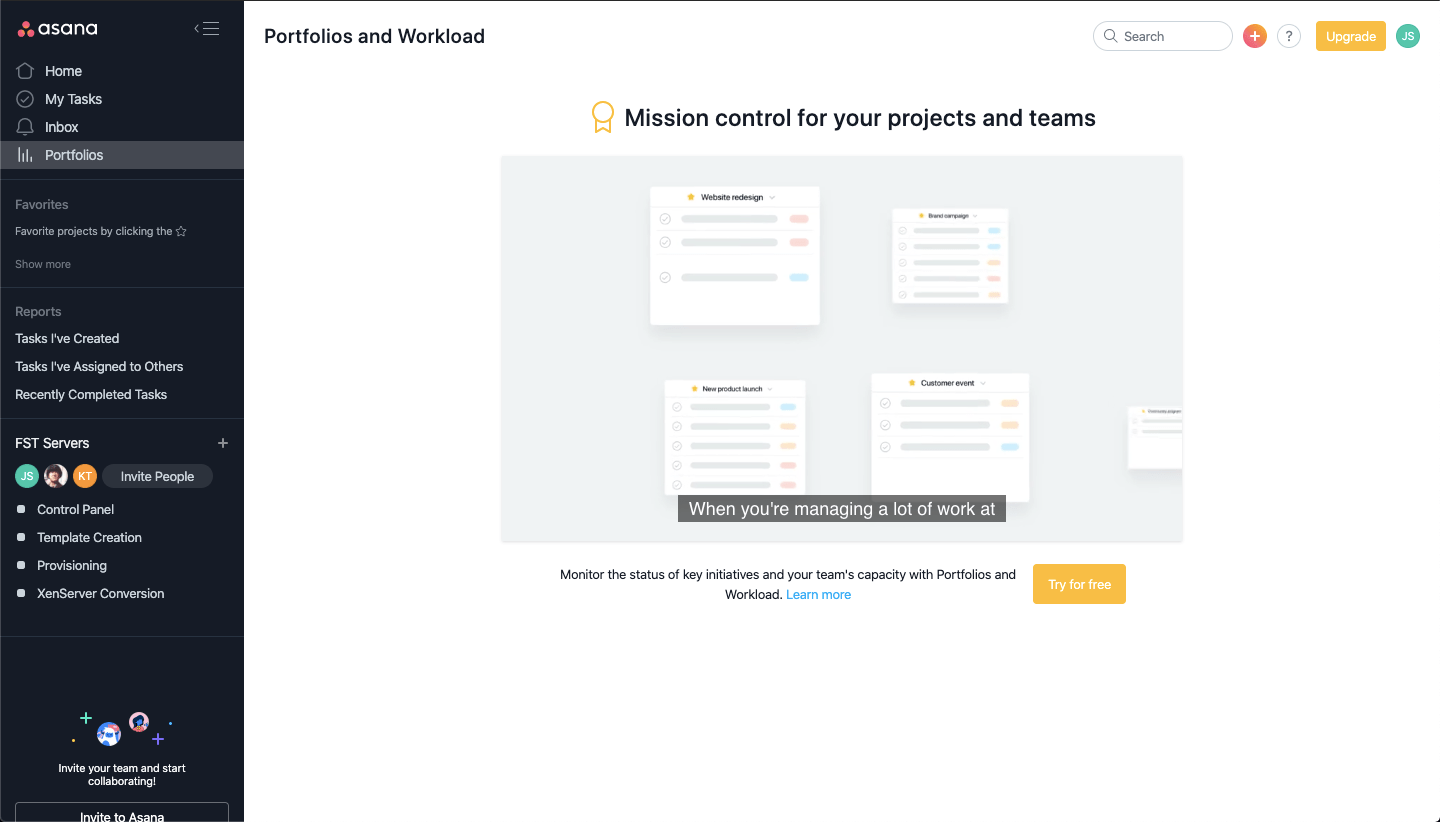 asana
Home
My Tasks
Inbox
Portfolios
Favorites
Favorite projects by clicking the
Show more
Reports
Tasks I've Created
Tasks I've Assigned to Others
Recently Completed Tasks
FST Servers
JS
KT
Invite People
Control Panel
Template Creation
Provisioning
XenServer Conversion
Invite your team and start
collaborating!
Invite to Asana
Portfolios and Workload
Search
?
Upgrade
JS
Mission control for your projects and teams
Website redesign
Brand campaign
New product launch
Customer event
When you're managing a lot of work at
Monitor the status of key initiatives and your team's capacity with Portfolios and
Workload. Learn more
Try for free